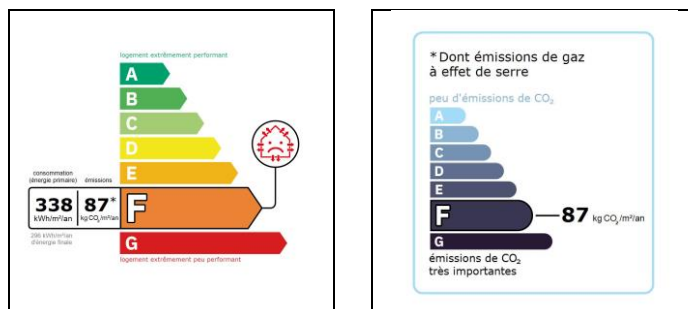 logement extrêmement performant
A
B
C
D
E
consommation
(énergie primaire)
émissions
338
kWh/m²/an
87*
kg CO₂/m²/an
F
d'énergie finale
G
logement extrêmement peu performant
*Dont émissions de gaz
à effet de serre
peu d'émissions de CO₂
A
B
C
D
E
F
87 kg CO₂/m²/an
G
émissions de CO₂
très importantes